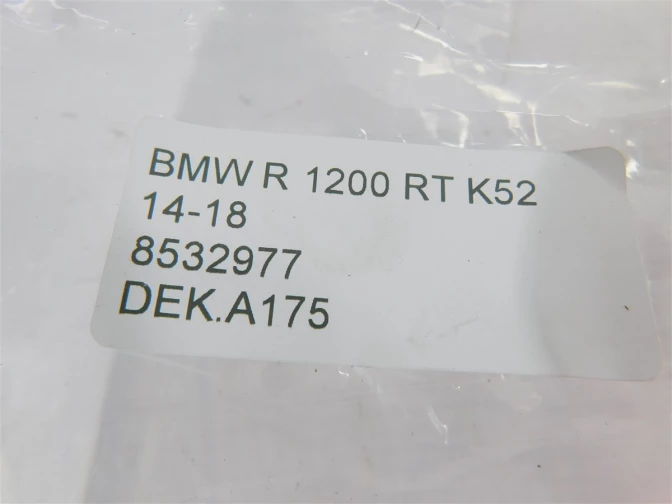 BMW R 1200 RT K52
14-18
8532977
DEK.A175